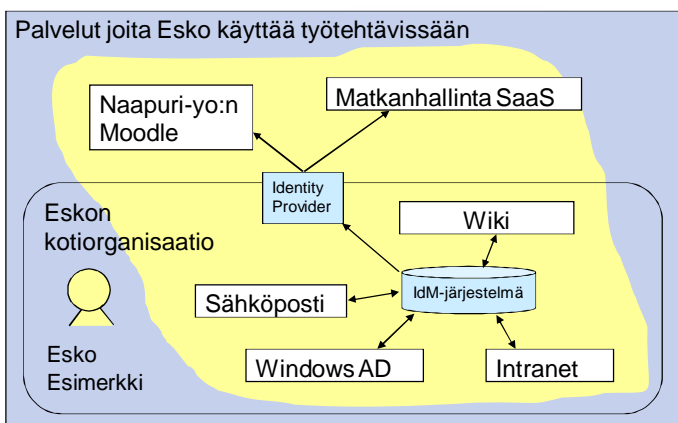 Palvelut joita Esko käyttää työtehtävissään
Naapuri-yo:n
Moodle
Matkanhallinta SaaS
Identity
Provider
Eskon
kotiorganisaatio
Wiki
IdM-järjestelmä
Sähköposti
Esko
Esimerkki
Windows AD
Intranet